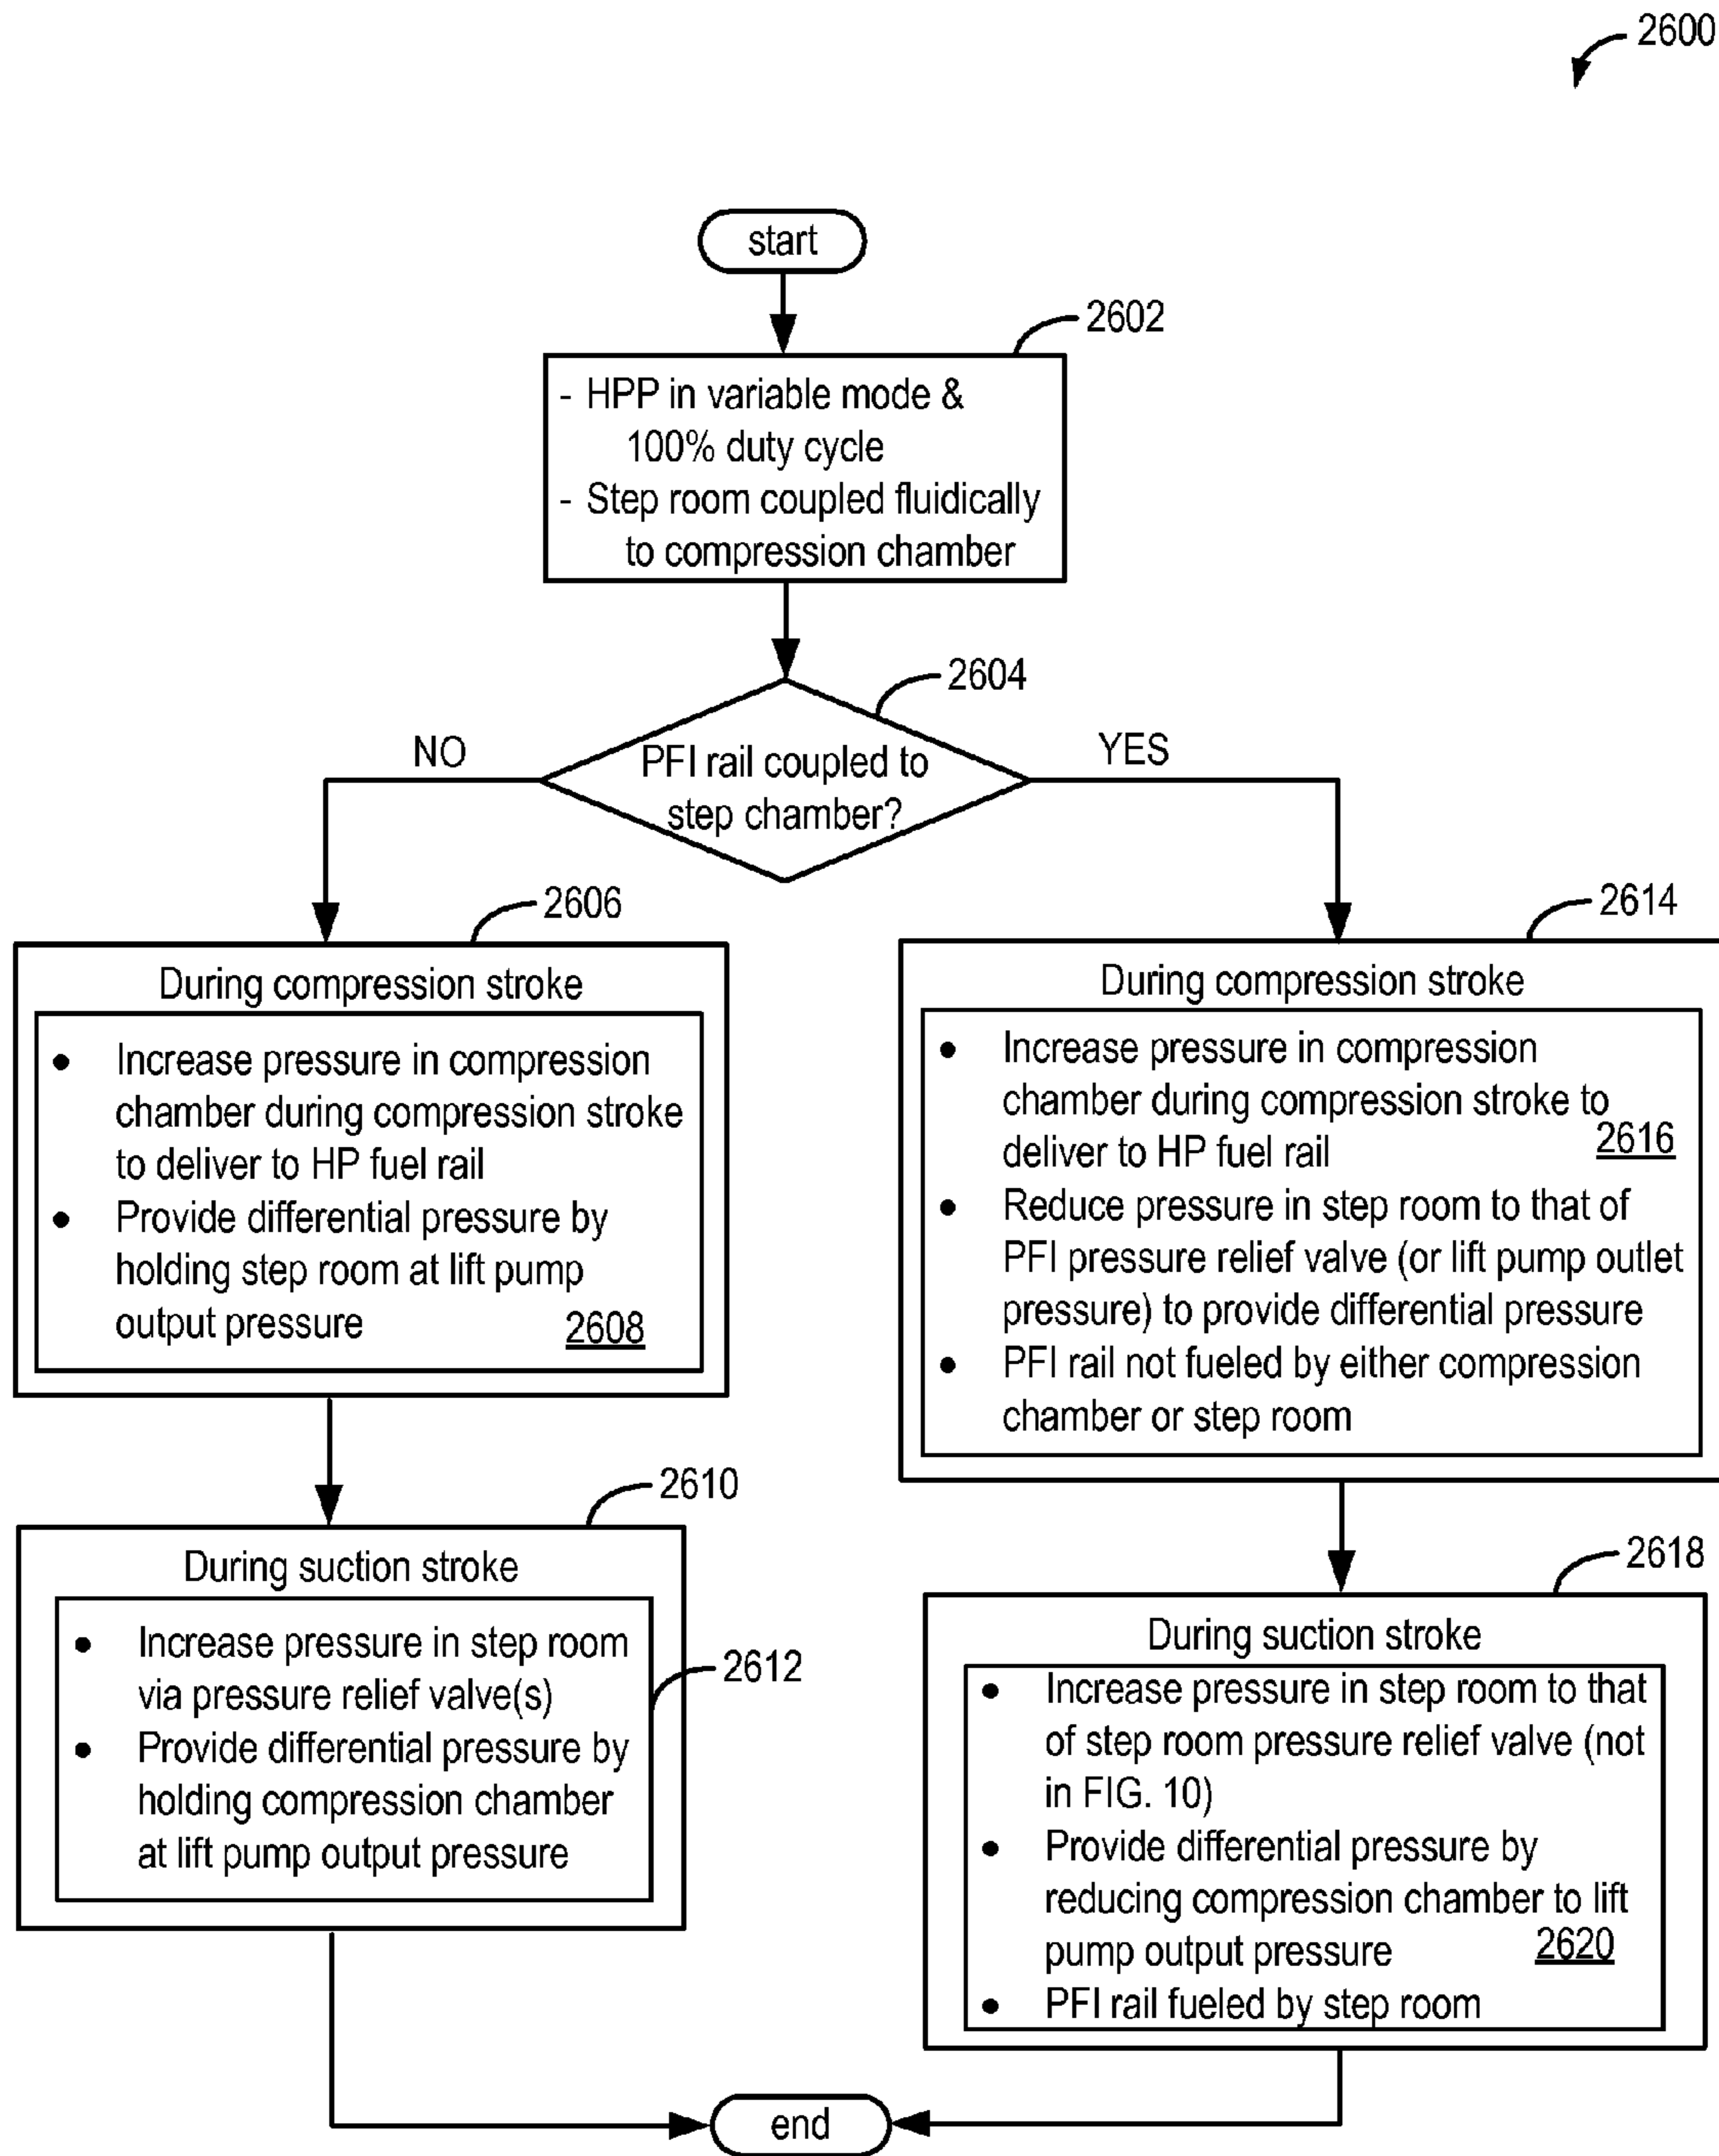 2600
start
2602
- HPP in variable mode &
100% duty cycle
- Step room coupled fluidically
to compression chamber
2604
NO
PFI rail coupled to
step chamber?
YES
2606
During compression stroke
• Increase pressure in compression
chamber during compression stroke
to deliver to HP fuel rail
• Provide differential pressure by
holding step room at lift pump
output pressure
2608
2610
During suction stroke
• Increase pressure in step room
via pressure relief valve(s)
2612
• Provide differential pressure by
holding compression chamber
at lift pump output pressure
2614
During compression stroke
• Increase pressure in compression
chamber during compression stroke to
deliver to HP fuel rail
2616
• Reduce pressure in step room to that of
PFI pressure relief valve (or lift pump outlet
pressure) to provide differential pressure
• PFI rail not fueled by either compression
chamber or step room
2618
During suction stroke
• Increase pressure in step room to that
of step room pressure relief valve (not
in FIG. 10)
• Provide differential pressure by
reducing compression chamber to lift
pump output pressure
2620
• PFI rail fueled by step room
end